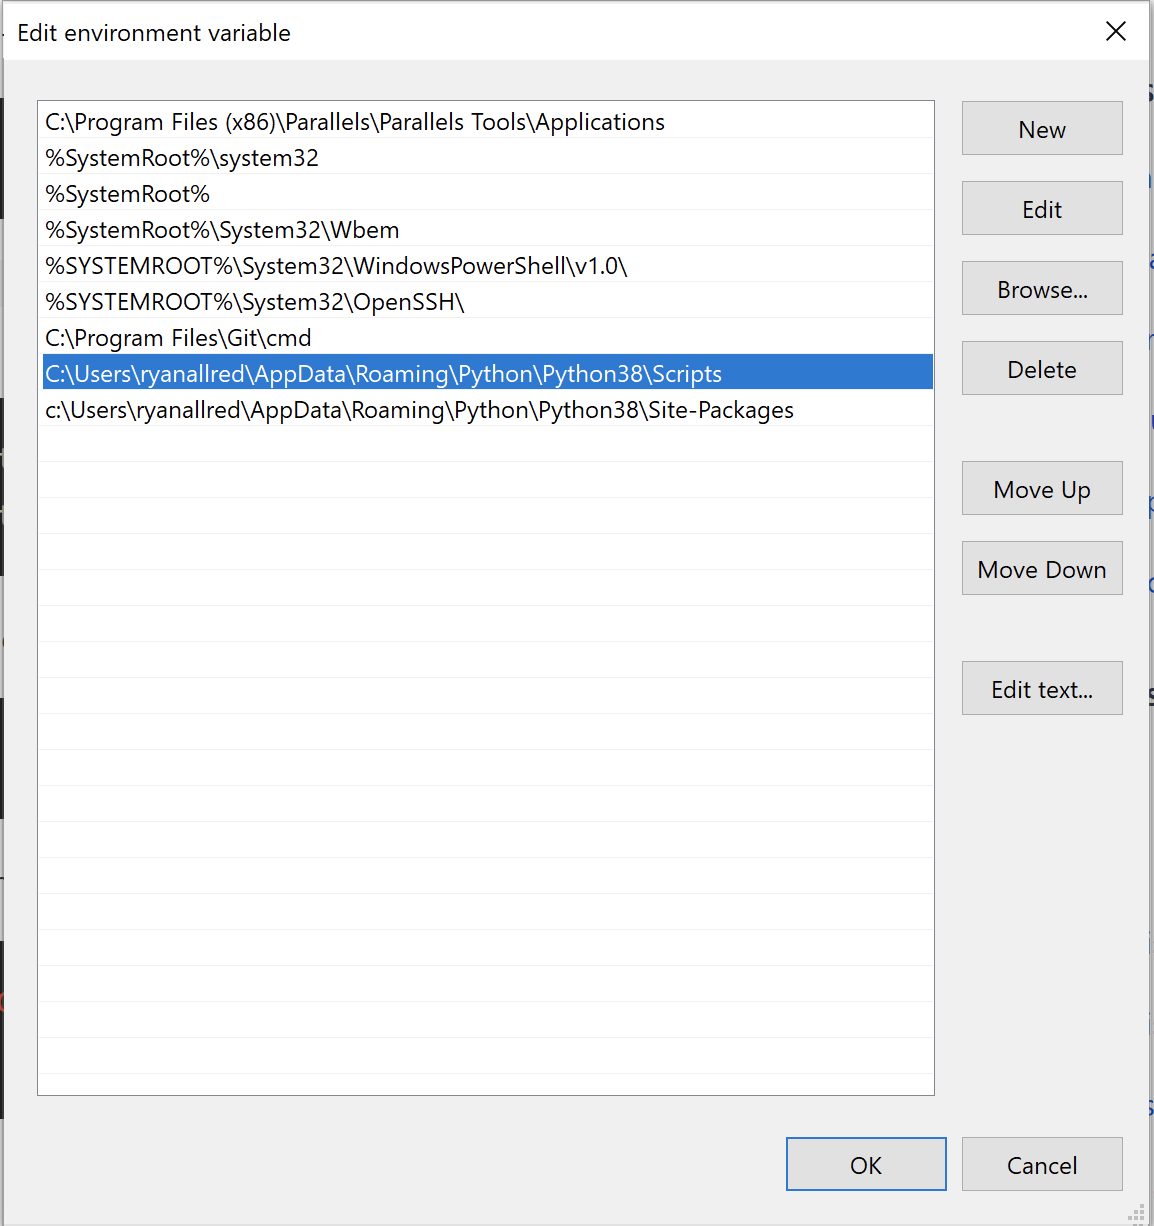 Edit environment variable
C:\Program Files (x86)\Parallels\Parallels Tools\Applications
%SystemRoot%\system32
%SystemRoot%
%SystemRoot%\System32\Wbem
%SYSTEMROOT%\System32\WindowsPowerShell\v1.0\
%SYSTEMROOT%\System32\OpenSSH\
C:\Program Files\Git\cmd
C:\Users\ryanallred\AppData\Roaming\Python\Python38\Scripts
c:\Users\ryanallred\AppData\Roaming\Python\Python38\Site-Packages
New
Edit
Browse...
Delete
Move Up
Move Down
Edit text...
OK
Cancel